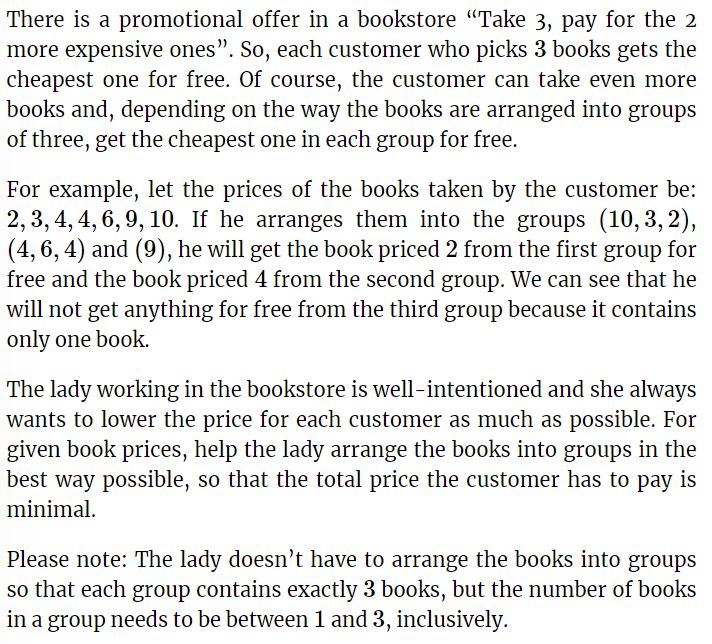 There is a promotional offer in a bookstore “Take 3, pay for the 2
more expensive ones”. So, each customer who picks 3 books gets the
cheapest one for free. Of course, the customer can take even more
books and, depending on the way the books are arranged into groups
of three, get the cheapest one in each group for free.
For example, let the prices of the books taken by the customer be:
2, 3, 4, 4, 6, 9, 10. If he arranges them into the groups (10, 3, 2),
(4, 6, 4) and (9), he will get the book priced 2 from the first group for
free and the book priced 4 from the second group. We can see that he
will not get anything for free from the third group because it contains
only one book.
The lady working in the bookstore is well-intentioned and she always
wants to lower the price for each customer as much as possible. For
given book prices, help the lady arrange the books into groups in the
best way possible, so that the total price the customer has to pay is
minimal.
Please note: The lady doesn’t have to arrange the books into groups
so that each group contains exactly 3 books, but the number of books
in a group needs to be between 1 and 3, inclusively.